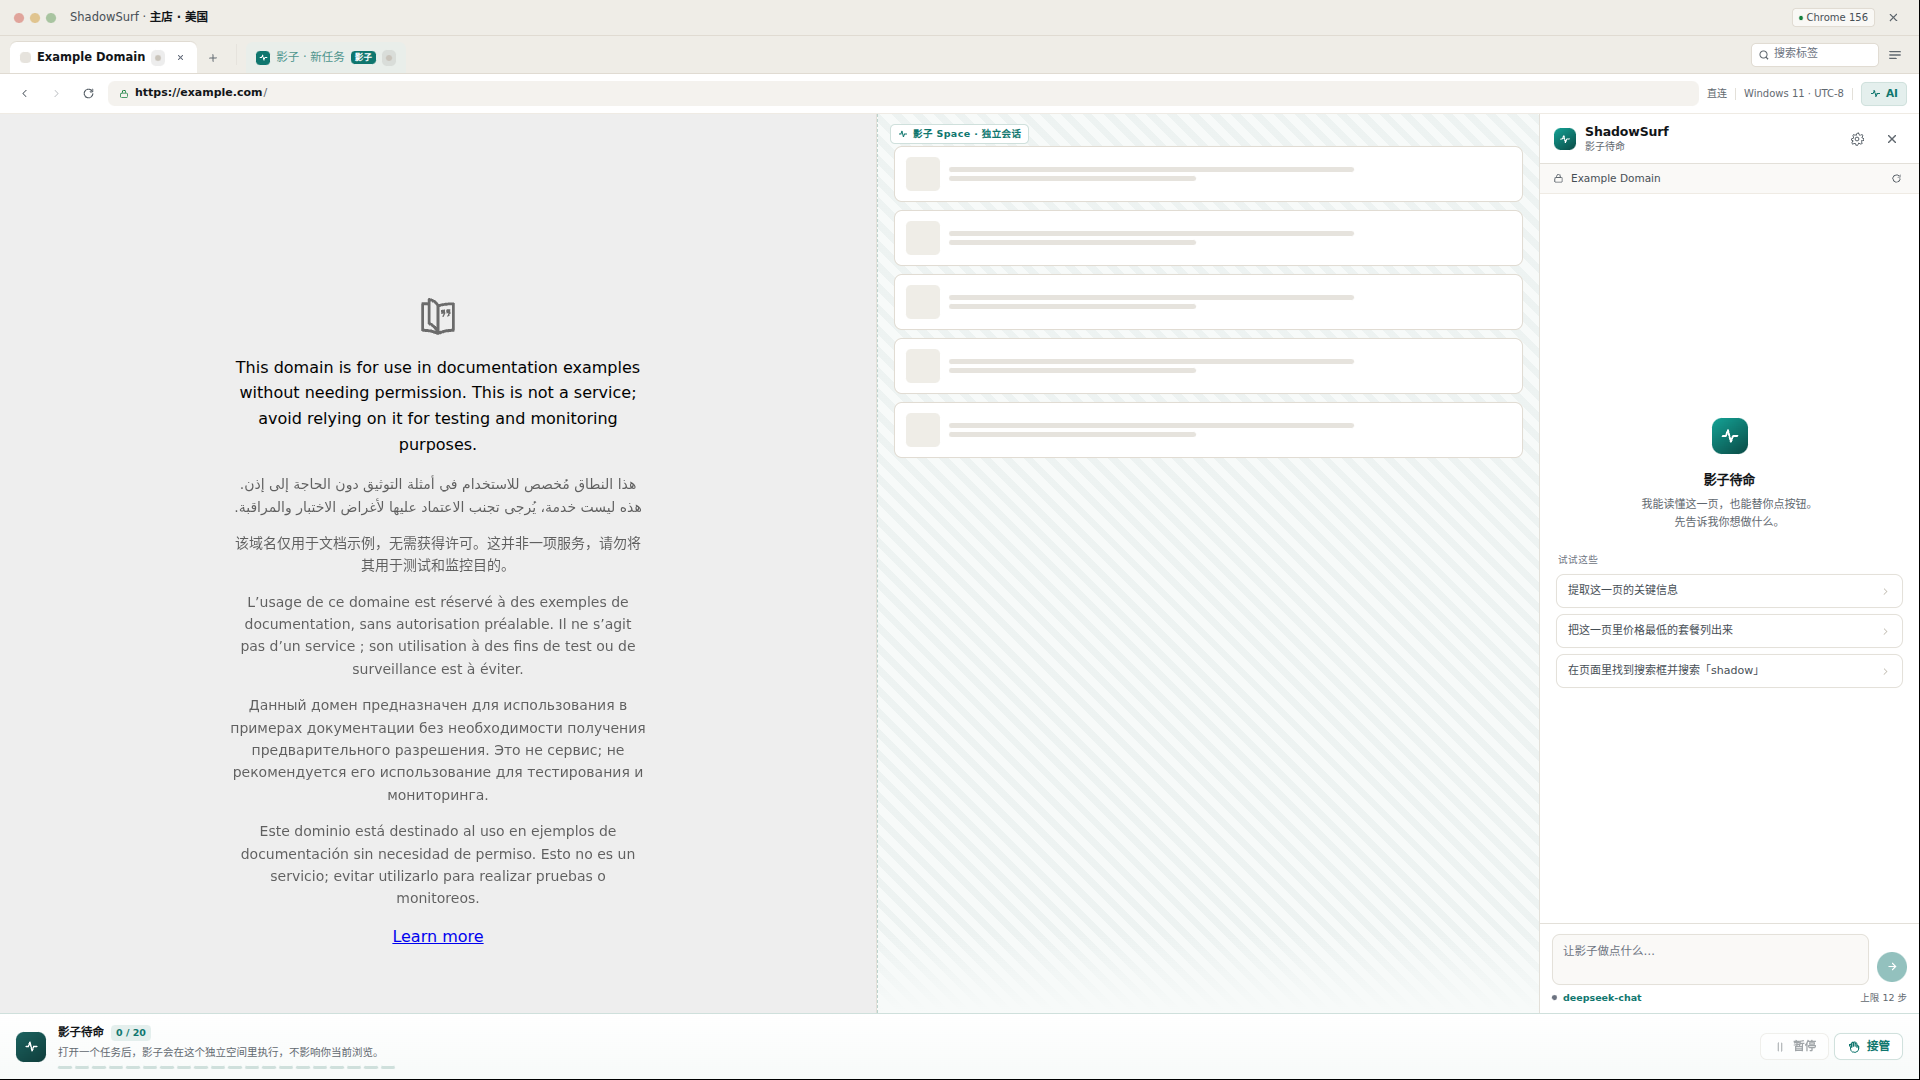 ShadowSurf · 主店 · 美国
Chrome 156
Example Domain
影子 · 新任务 影子
搜索标签
https://example.com/
直连
Windows 11 · UTC-8
AI
This domain is for use in documentation examples
without needing permission. This is not a service;
avoid relying on it for testing and monitoring
purposes.
هذا النطاق مُخصص للاستخدام في أمثلة التوثيق دون الحاجة إلى إذن.
هذه ليست خدمة، يُرجى تجنب الاعتماد عليها لأغراض الاختبار والمراقبة.
该域名仅用于文档示例，无需获得许可。这并非一项服务，请勿将
其用于测试和监控目的。
L’usage de ce domaine est réservé à des exemples de
documentation, sans autorisation préalable. Il ne s’agit
pas d’un service ; son utilisation à des fins de test ou de
surveillance est à éviter.
Данный домен предназначен для использования в
примерах документации без необходимости получения
предварительного разрешения. Это не сервис; не
рекомендуется его использование для тестирования и
мониторинга.
Este dominio está destinado al uso en ejemplos de
documentación sin necesidad de permiso. Esto no es un
servicio; evitar utilizarlo para realizar pruebas o
monitoreos.
Learn more
影子 Space · 独立会话
ShadowSurf
影子待命
Example Domain
影子待命
我能读懂这一页，也能替你点按钮。
先告诉我你想做什么。
试试这些
提取这一页的关键信息
把这一页里价格最低的套餐列出来
在页面里找到搜索框并搜索「shadow」
让影子做点什么…
deepseek-chat
上限 12 步
影子待命 0 / 20
打开一个任务后，影子会在这个独立空间里执行，不影响你当前浏览。
暂停
接管